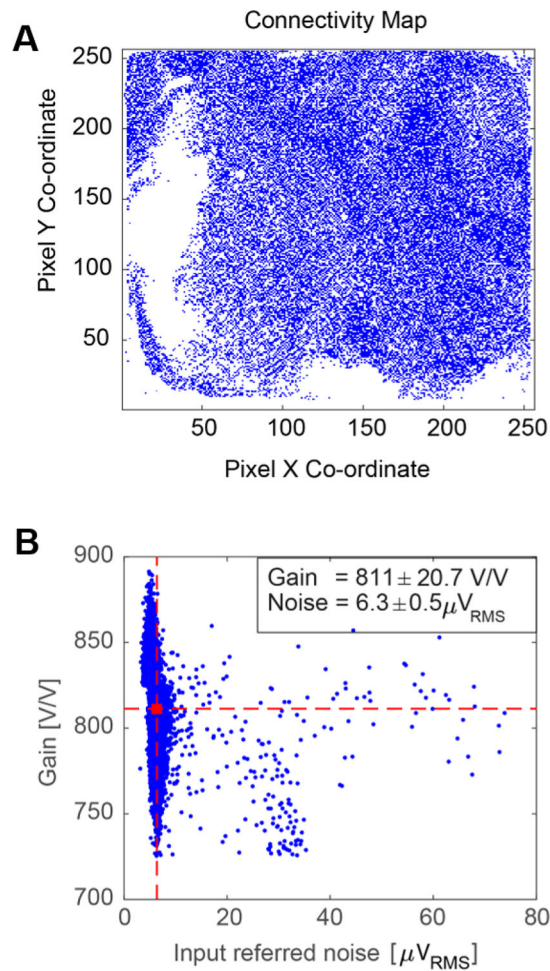 A
Connectivity Map
Pixel Y Co-ordinate
250
200
150
100
50
50
100
150
200
250
Pixel X Co-ordinate
B
Gain [V/V]
900
850
800
750
700
Gain = 811 ± 20.7 V/V
Noise = 6.3 ± 0.5μV_RMS
0
20
40
60
80
Input referred noise [μV_RMS]